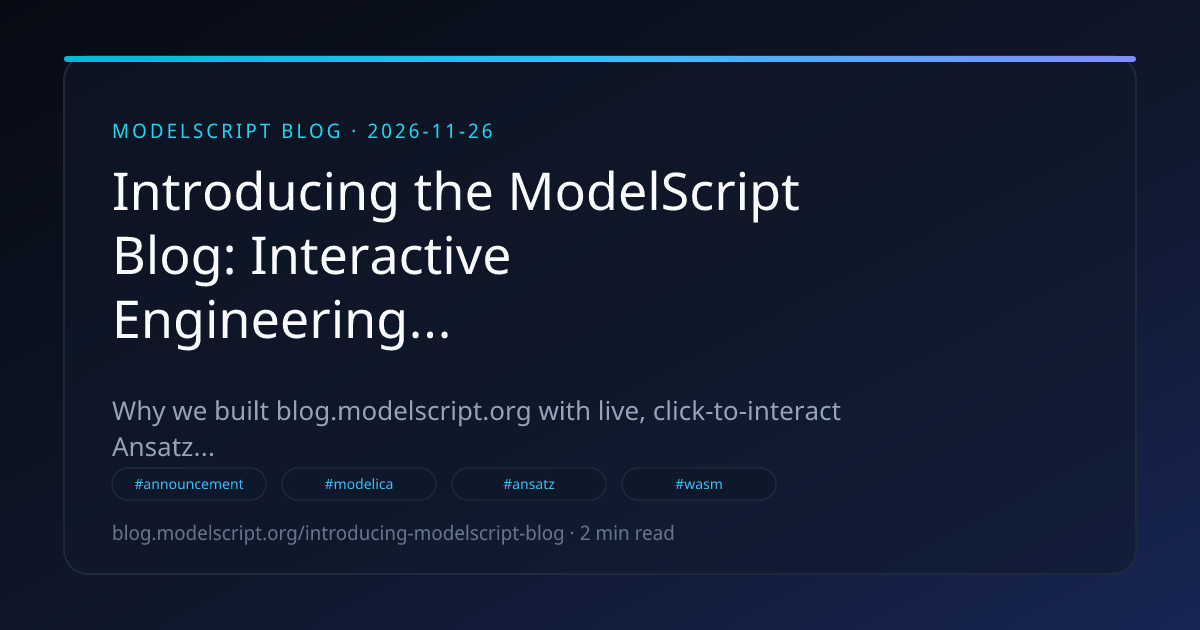 MODELSCRIPT BLOG · 2026-11-26
Introducing the ModelScript
Blog: Interactive
Engineering...
Why we built blog.modelscript.org with live, click-to-interact
Ansatz...
#announcement #modelica #ansatz #wasm
blog.modelscript.org/introducing-modelscript-blog · 2 min read